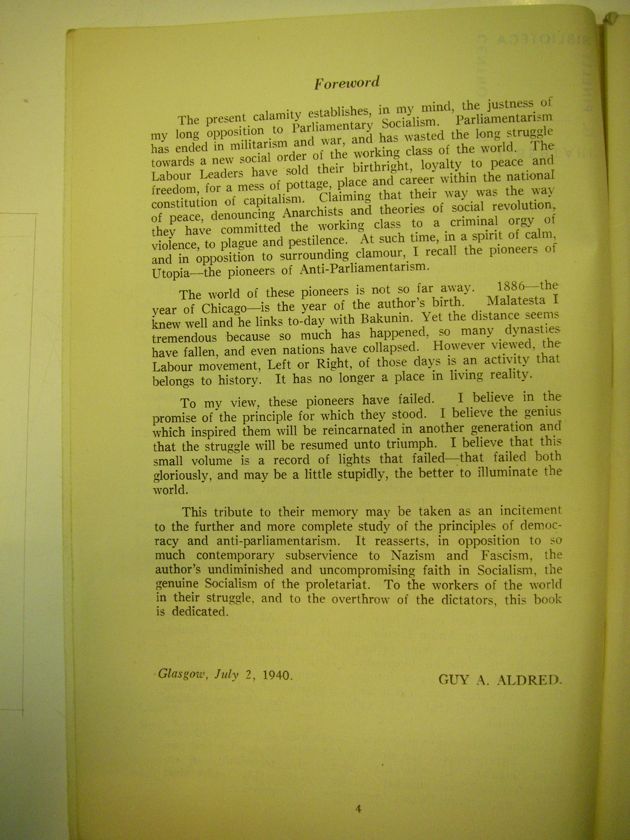 Foreword
The present calamity establishes, in my mind, the justness of
my long opposition to Parliamentary Socialism. Parliamentarism
has ended in militarism and war, and has wasted the long struggle
towards a new social order of the working class of the world. The
Labour Leaders have sold their birthright, loyalty to peace and
freedom, for a mess of pottage, place and career within the national
constitution of capitalism. Claiming that their way was the way
of peace, denouncing Anarchists and theories of social revolution,
they have committed the working class to a criminal orgy of
violence, to plague and pestilence. At such time, in a spirit of calm,
and in opposition to surrounding clamour, I recall the pioneers of
Utopia—the pioneers of Anti-Parliamentarism.
The world of these pioneers is not so far away. 1886—the
year of Chicago—is the year of the author's birth. Malatesta I
knew well and he links to-day with Bakunin. Yet the distance seems
tremendous because so much has happened, so many dynasties
have fallen, and even nations have collapsed. However viewed, the
Labour movement, Left or Right, of those days is an activity that
belongs to history. It has no longer a place in living reality.
To my view, these pioneers have failed. I believe in the
promise of the principle for which they stood. I believe the genius
which inspired them will be reincarnated in another generation and
that the struggle will be resumed unto triumph. I believe that this
small volume is a record of lights that failed—that failed both
gloriously, and may be a little stupidly, the better to illuminate the
world.
This tribute to their memory may be taken as an incitement
to the further and more complete study of the principles of democ-
racy and anti-parliamentarism. It reasserts, in opposition to so
much contemporary subservience to Nazism and Fascism, the
author's undiminished and uncompromising faith in Socialism, the
genuine Socialism of the proletariat. To the workers of the world
in their struggle, and to the overthrow of the dictators, this book
is dedicated.
Glasgow, July 2, 1940.
GUY A. ALDRED.
4